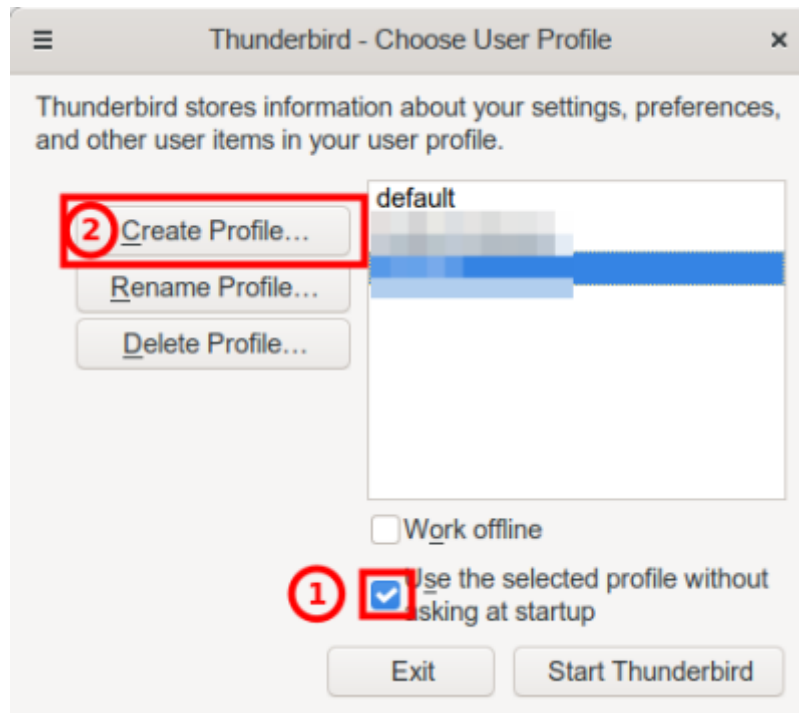 Thunderbird - Choose User Profile
Thunderbird stores information about your settings, preferences,
and other user items in your user profile.
default
2
Create Profile...
Rename Profile...
Delete Profile...
Work offline
1
Use the selected profile without
asking at startup
Exit
Start Thunderbird